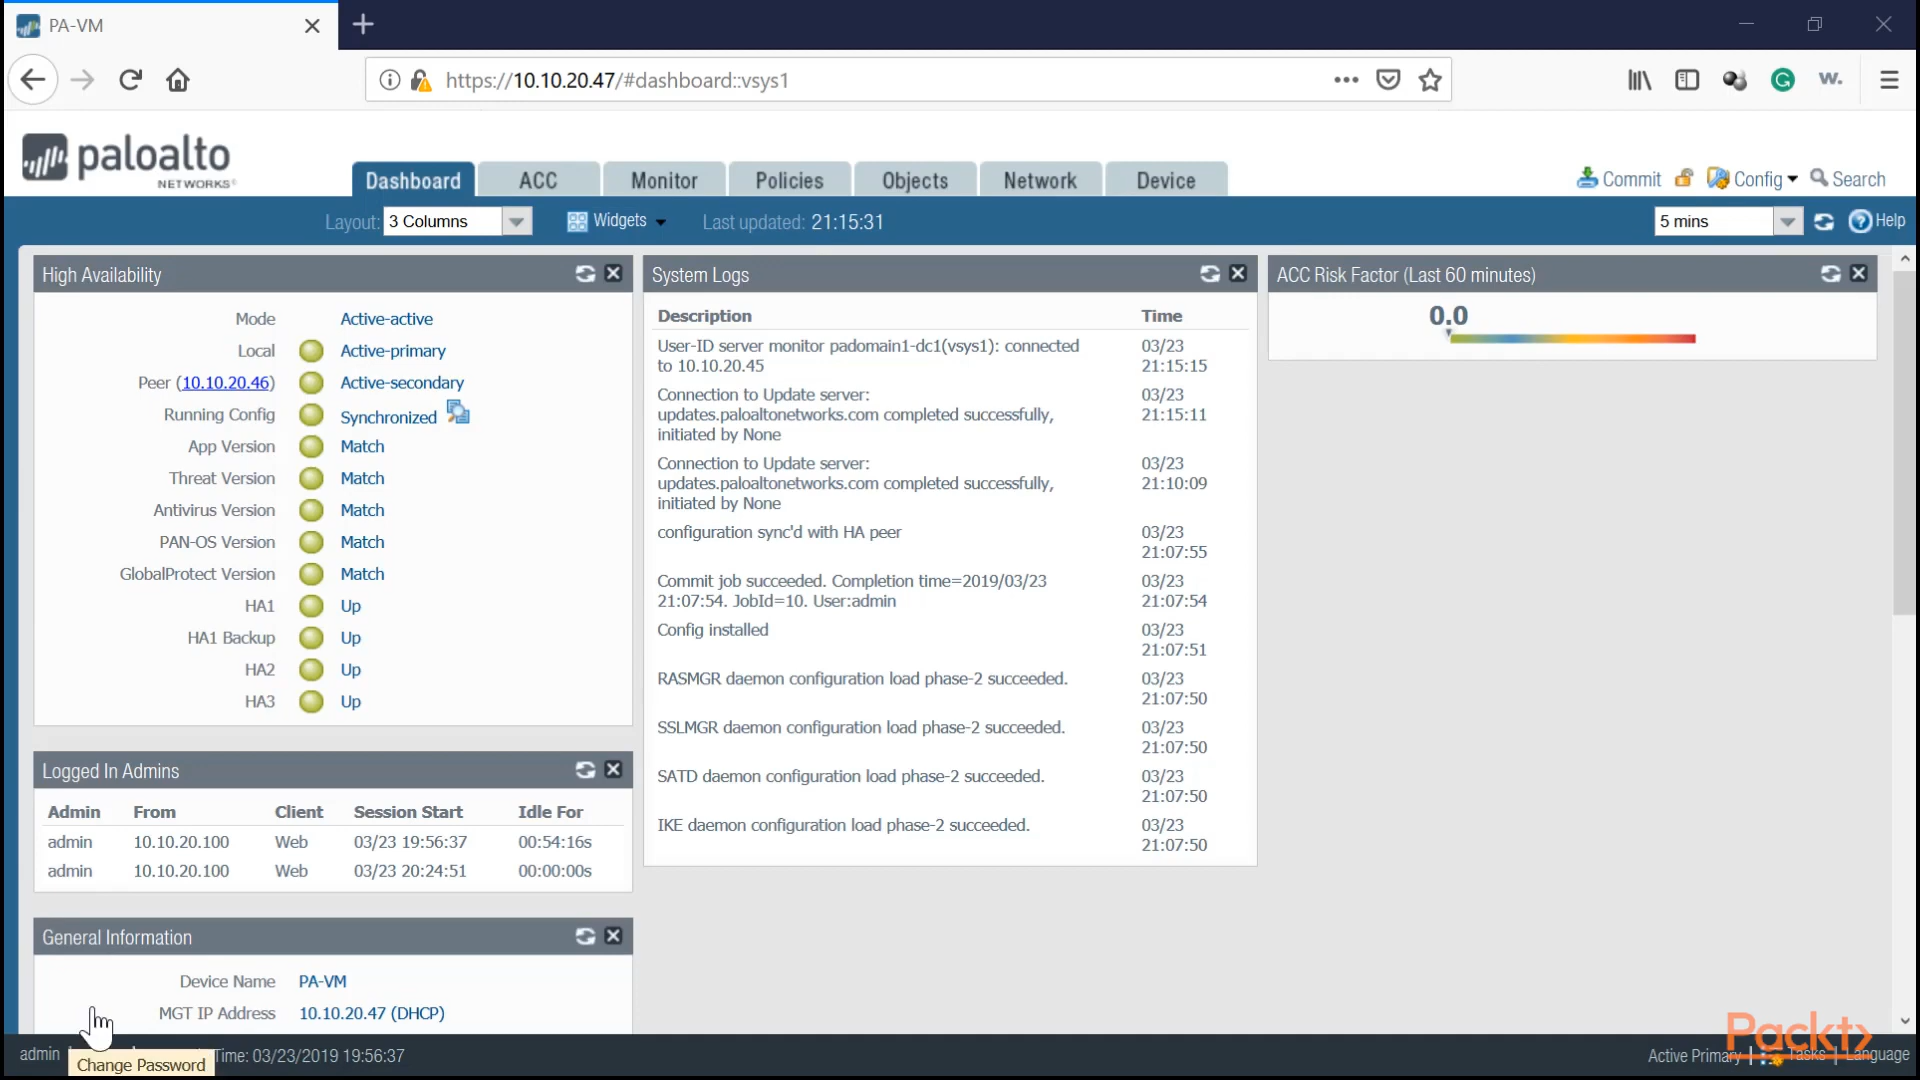 PA-VM
https://10.10.20.47/#dashboard::vsys1
w.
paloalto
NETWORKS
Dashboard ACC Monitor Policies Objects Network Device
Commit Config Search
Layout: 3 Columns Widgets Last updated: 21:15:31 5 mins Help
High Availability
Mode Active-active
Local Active-primary
Peer (10.10.20.46) Active-secondary
Running Config Synchronized
App Version Match
Threat Version Match
Antivirus Version Match
PAN-OS Version Match
GlobalProtect Version Match
HA1 Up
HA1 Backup Up
HA2 Up
HA3 Up
Logged In Admins
Admin From Client Session Start Idle For
admin 10.10.20.100 Web 03/23 19:56:37 00:54:16s
admin 10.10.20.100 Web 03/23 20:24:51 00:00:00s
General Information
Device Name PA-VM
MGT IP Address 10.10.20.47 (DHCP)
System Logs
Description Time
User-ID server monitor padomain1-dc1(vsys1): connected 03/23
to 10.10.20.45 21:15:15
Connection to Update server: 03/23
updates.paloaltonetworks.com completed successfully, 21:15:11
initiated by None
Connection to Update server: 03/23
updates.paloaltonetworks.com completed successfully, 21:10:09
initiated by None
configuration sync'd with HA peer 03/23
21:07:55
Commit job succeeded. Completion time=2019/03/23 03/23
21:07:54. JobId=10. User:admin 21:07:54
Config installed 03/23
21:07:51
RASMGR daemon configuration load phase-2 succeeded. 03/23
21:07:50
SSLMGR daemon configuration load phase-2 succeeded. 03/23
21:07:50
SATD daemon configuration load phase-2 succeeded. 03/23
21:07:50
IKE daemon configuration load phase-2 succeeded. 03/23
21:07:50
ACC Risk Factor (Last 60 minutes)
0.0
Packt>
admin Time: 03/23/2019 19:56:37 Active Primary | Tasks | Language
Change Password